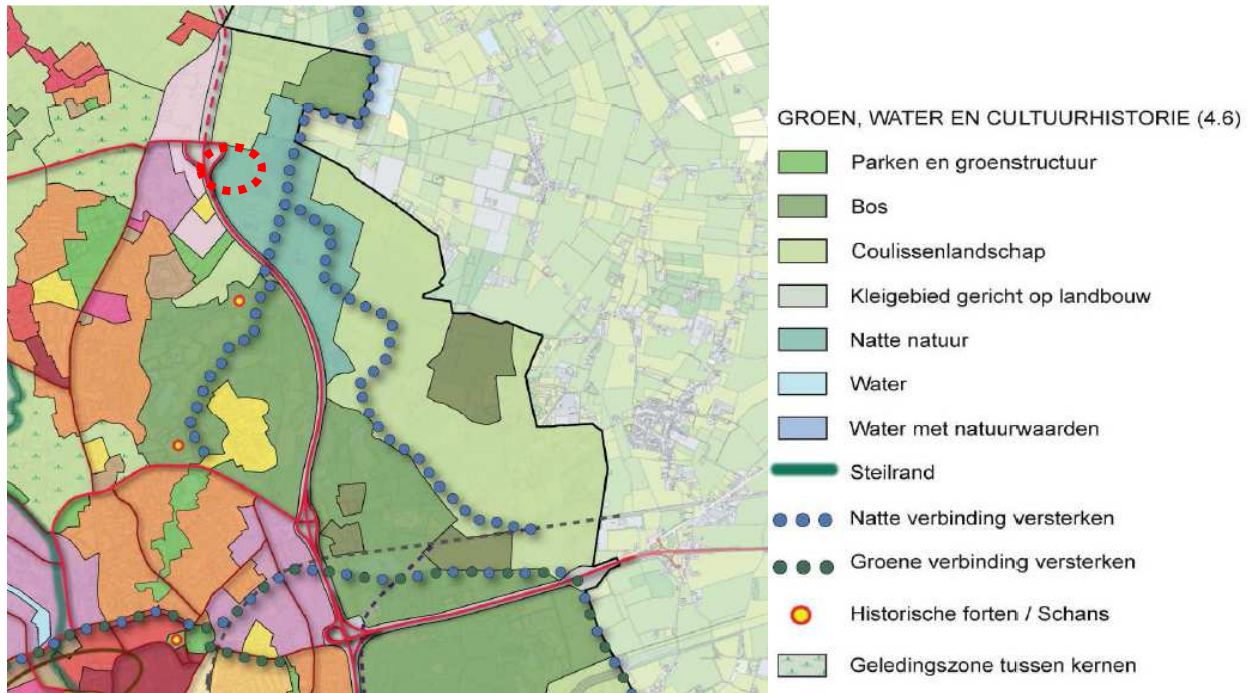 GROEN, WATER EN CULTUURHISTORIE (4.6)
Parken en groenstructuur
Bos
Coulissenlandschap
Kleigebied gericht op landbouw
Natte natuur
Water
Water met natuurwaarden
Steilrand
Natte verbinding versterken
Groene verbinding versterken
Historische forten / Schans
Geledingszone tussen kernen